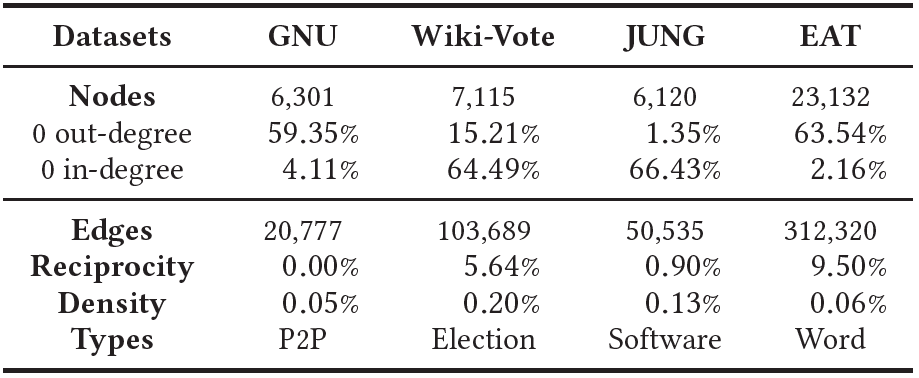 Datasets GNU Wiki-Vote JUNG EAT
Nodes 6,301 7,115 6,120 23,132
0 out-degree 59.35% 15.21% 1.35% 63.54%
0 in-degree 4.11% 64.49% 66.43% 2.16%
Edges 20,777 103,689 50,535 312,320
Reciprocity 0.00% 5.64% 0.90% 9.50%
Density 0.05% 0.20% 0.13% 0.06%
Types P2P Election Software Word